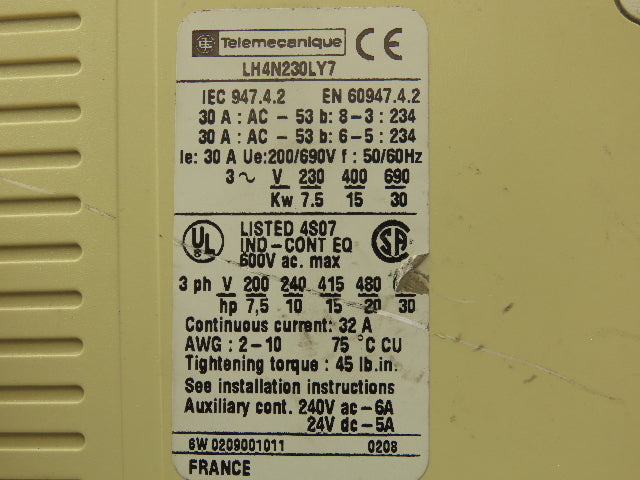 Telemecanique CE
LH4N230LY7
IEC 947.4.2 EN 60947.4.2
30 A : AC - 53 b: 8-3 : 234
30 A : AC - 53 b: 6-5 : 234
Ie: 30 A Ue:200/690V f : 50/60Hz
3~ V 230 400 690
Kw 7.5 15 30
UL ® LISTED 4S07 SA
IND-CONT EQ
600V ac. max
3 ph V 200 240 415 480
hp 7,5 10 15 20 30
Continuous current: 32 A
AWG : 2-10 75 °C CU
Tightening torque : 45 lb.in.
See installation instructions
Auxiliary cont. 240V ac-6A
24V dc-5A
6W 0209001011 0208
FRANCE